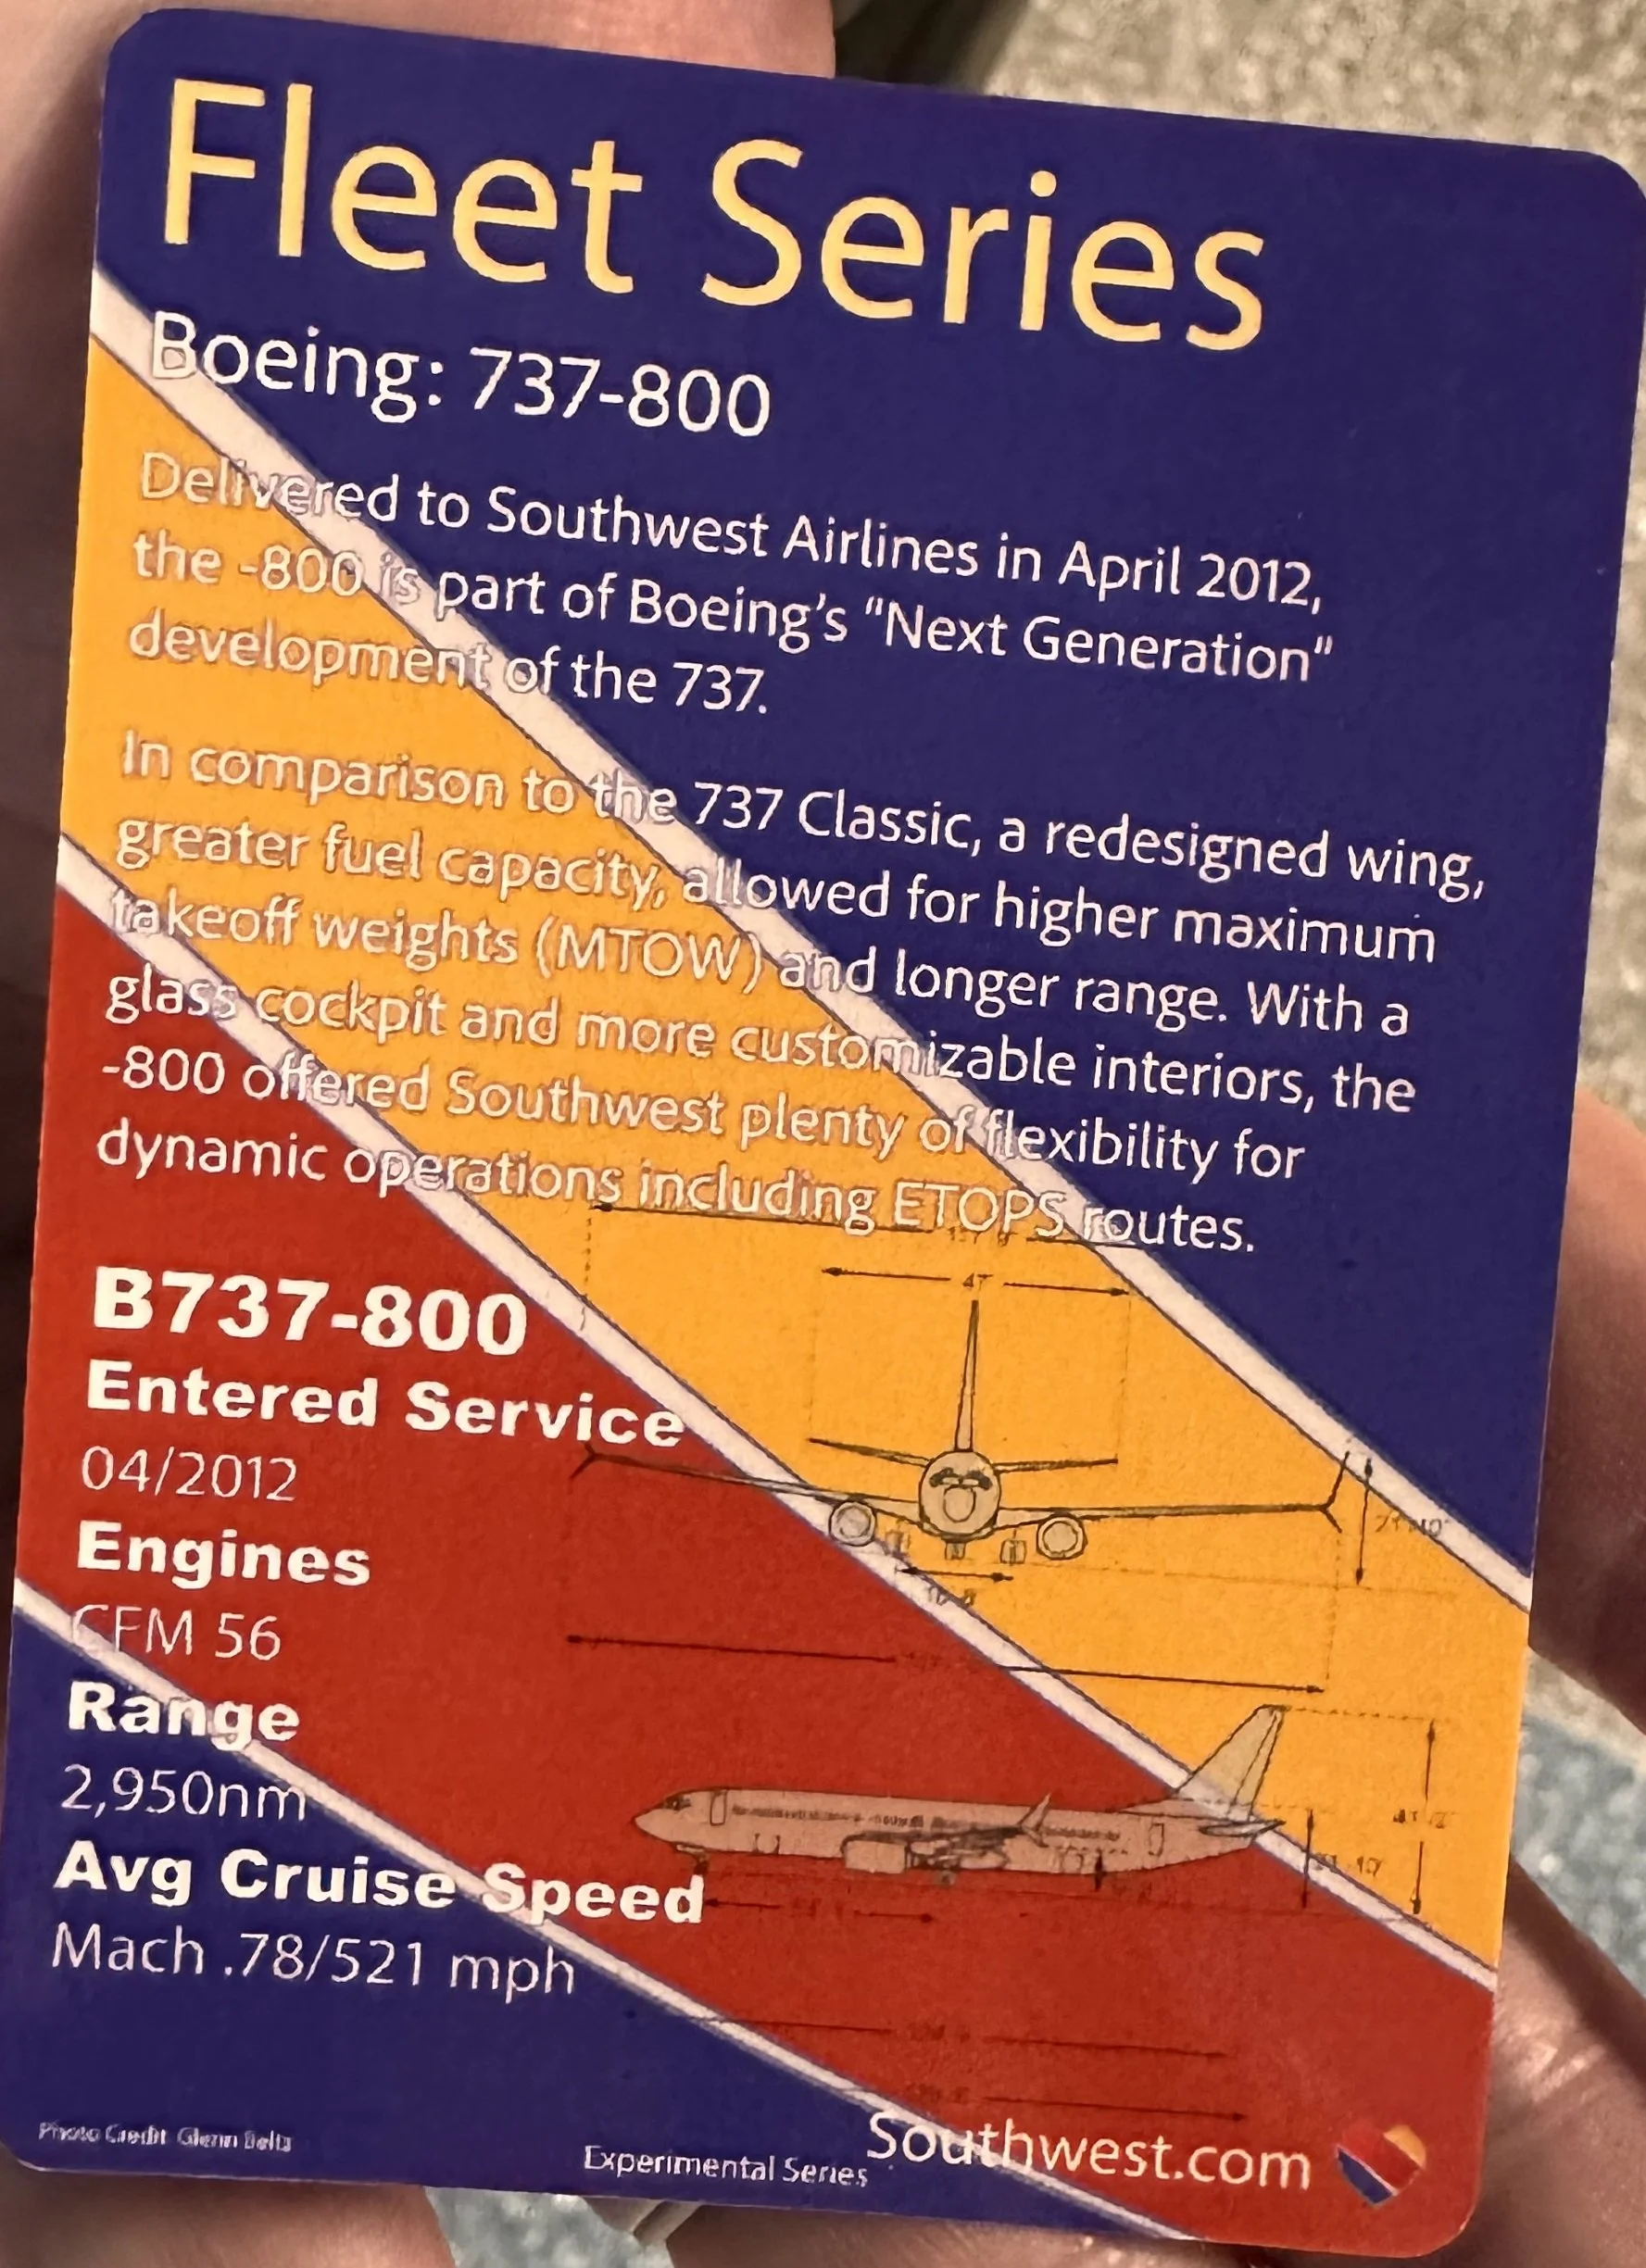 Fleet Series
Boeing: 737-800
Delivered to Southwest Airlines in April 2012,
the -800 is part of Boeing's "Next Generation"
development of the 737.
In comparison to the 737 Classic, a redesigned wing,
greater fuel capacity, allowed for higher maximum
takeoff weights (MTOW) and longer range. With a
glass cockpit and more customizable interiors, the
-800 offered Southwest plenty of flexibility for
dynamic operations including ETOPS routes.
47'
B737-800
Entered Service
04/2012
Engines
CFM 56
Range
2,950nm
Avg Cruise Speed
Mach .78/521 mph
Photo Credit Glenn
Experimental Series
Southwest.com